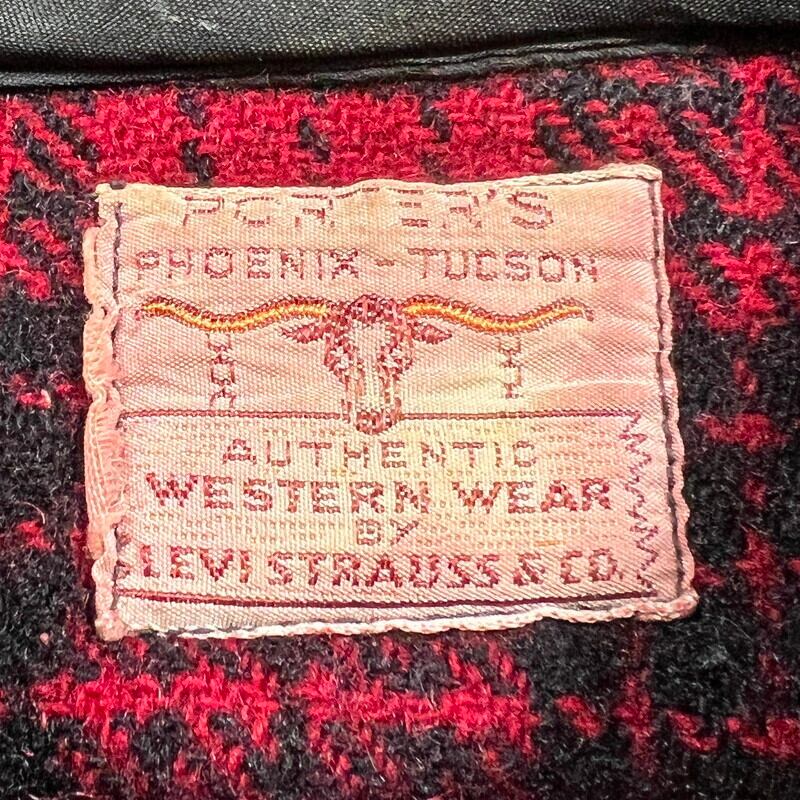 PORTER'S
PHOENIX - TUCSON
AUTHENTIC
WESTERN WEAR
BY
LEVI STRAUSS & CO.